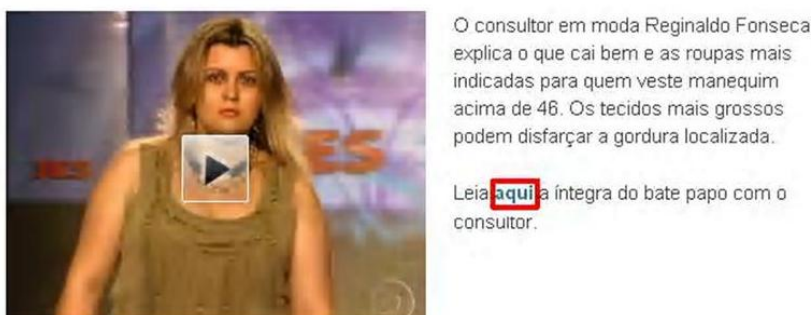 O consultor em moda Reginaldo Fonseca
explica o que cai bem e as roupas mais
indicadas para quem veste manequim
acima de 46. Os tecidos mais grossos
podem disfarçar a gordura localizada.
Leia aqui a íntegra do bate papo com o
consultor.